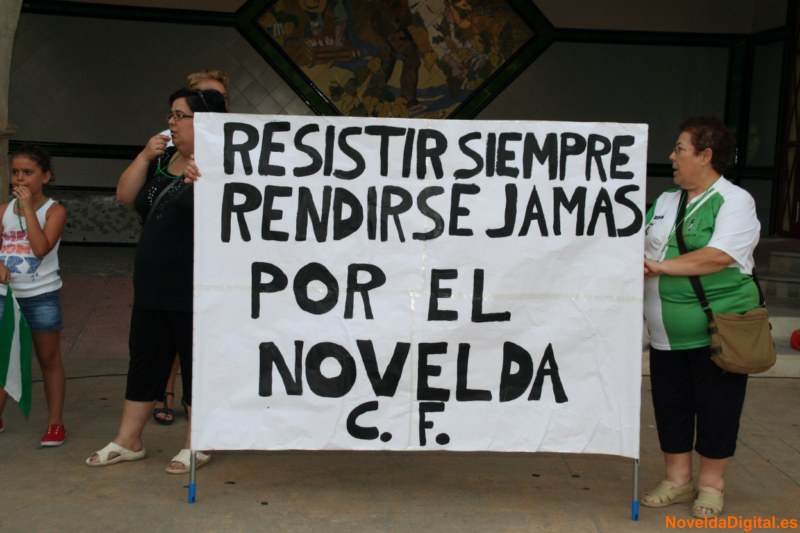 RESISTIR SIEMPRE
RENDIRSE JAMAS
POR EL
NOVELDA
C. F.
NoveldaDigital.es